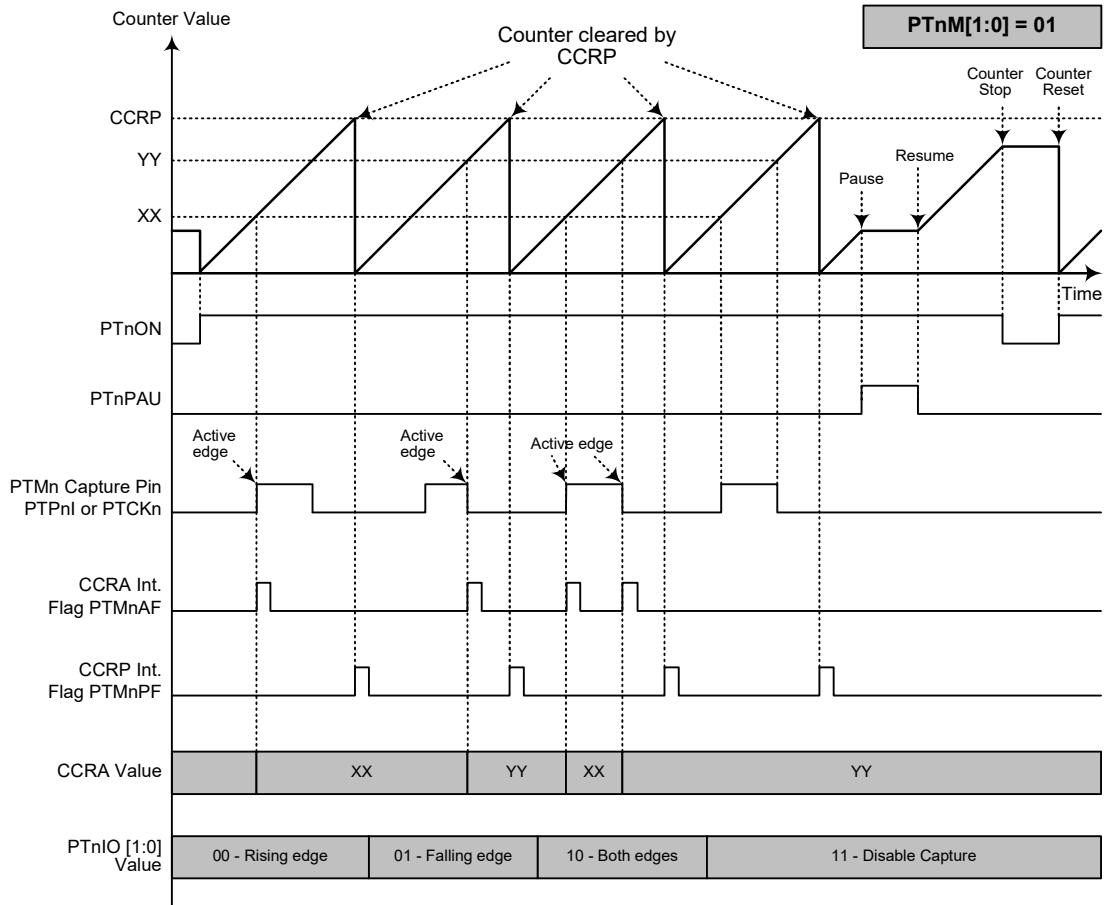 Counter Value
PTnM[1:0] = 01
Counter cleared by
CCRP
Counter
Stop
Counter
Reset
CCRP
YY
Resume
Pause
XX
Time
PTnON
PTnPAU
Active
edge
Active
edge
Active edge
PTMn Capture Pin
PTPnI or PTCKn
CCRA Int.
Flag PTMnAF
CCRP Int.
Flag PTMnPF
CCRA Value
XX
YY
XX
YY
PTnIO [1:0]
Value
00 - Rising edge
01 - Falling edge
10 - Both edges
11 - Disable Capture